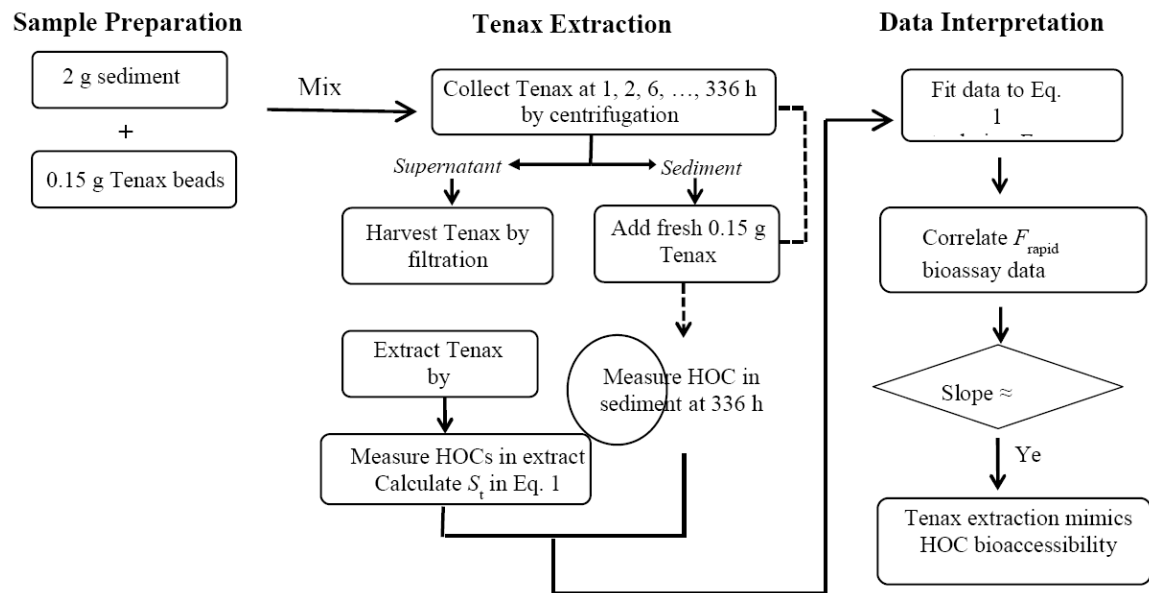 Sample Preparation
2 g sediment
+
0.15 g Tenax beads
Mix
Tenax Extraction
Collect Tenax at 1, 2, 6, …, 336 h
by centrifugation
Supernatant
Sediment
Harvest Tenax by
filtration
Add fresh 0.15 g
Tenax
Extract Tenax
by
Measure HOC in
sediment at 336 h
Measure HOCs in extract
Calculate St in Eq. 1
Data Interpretation
Fit data to Eq.
1
Correlate Frapid
bioassay data
Slope ≈
Ye
Tenax extraction mimics
HOC bioaccessibility